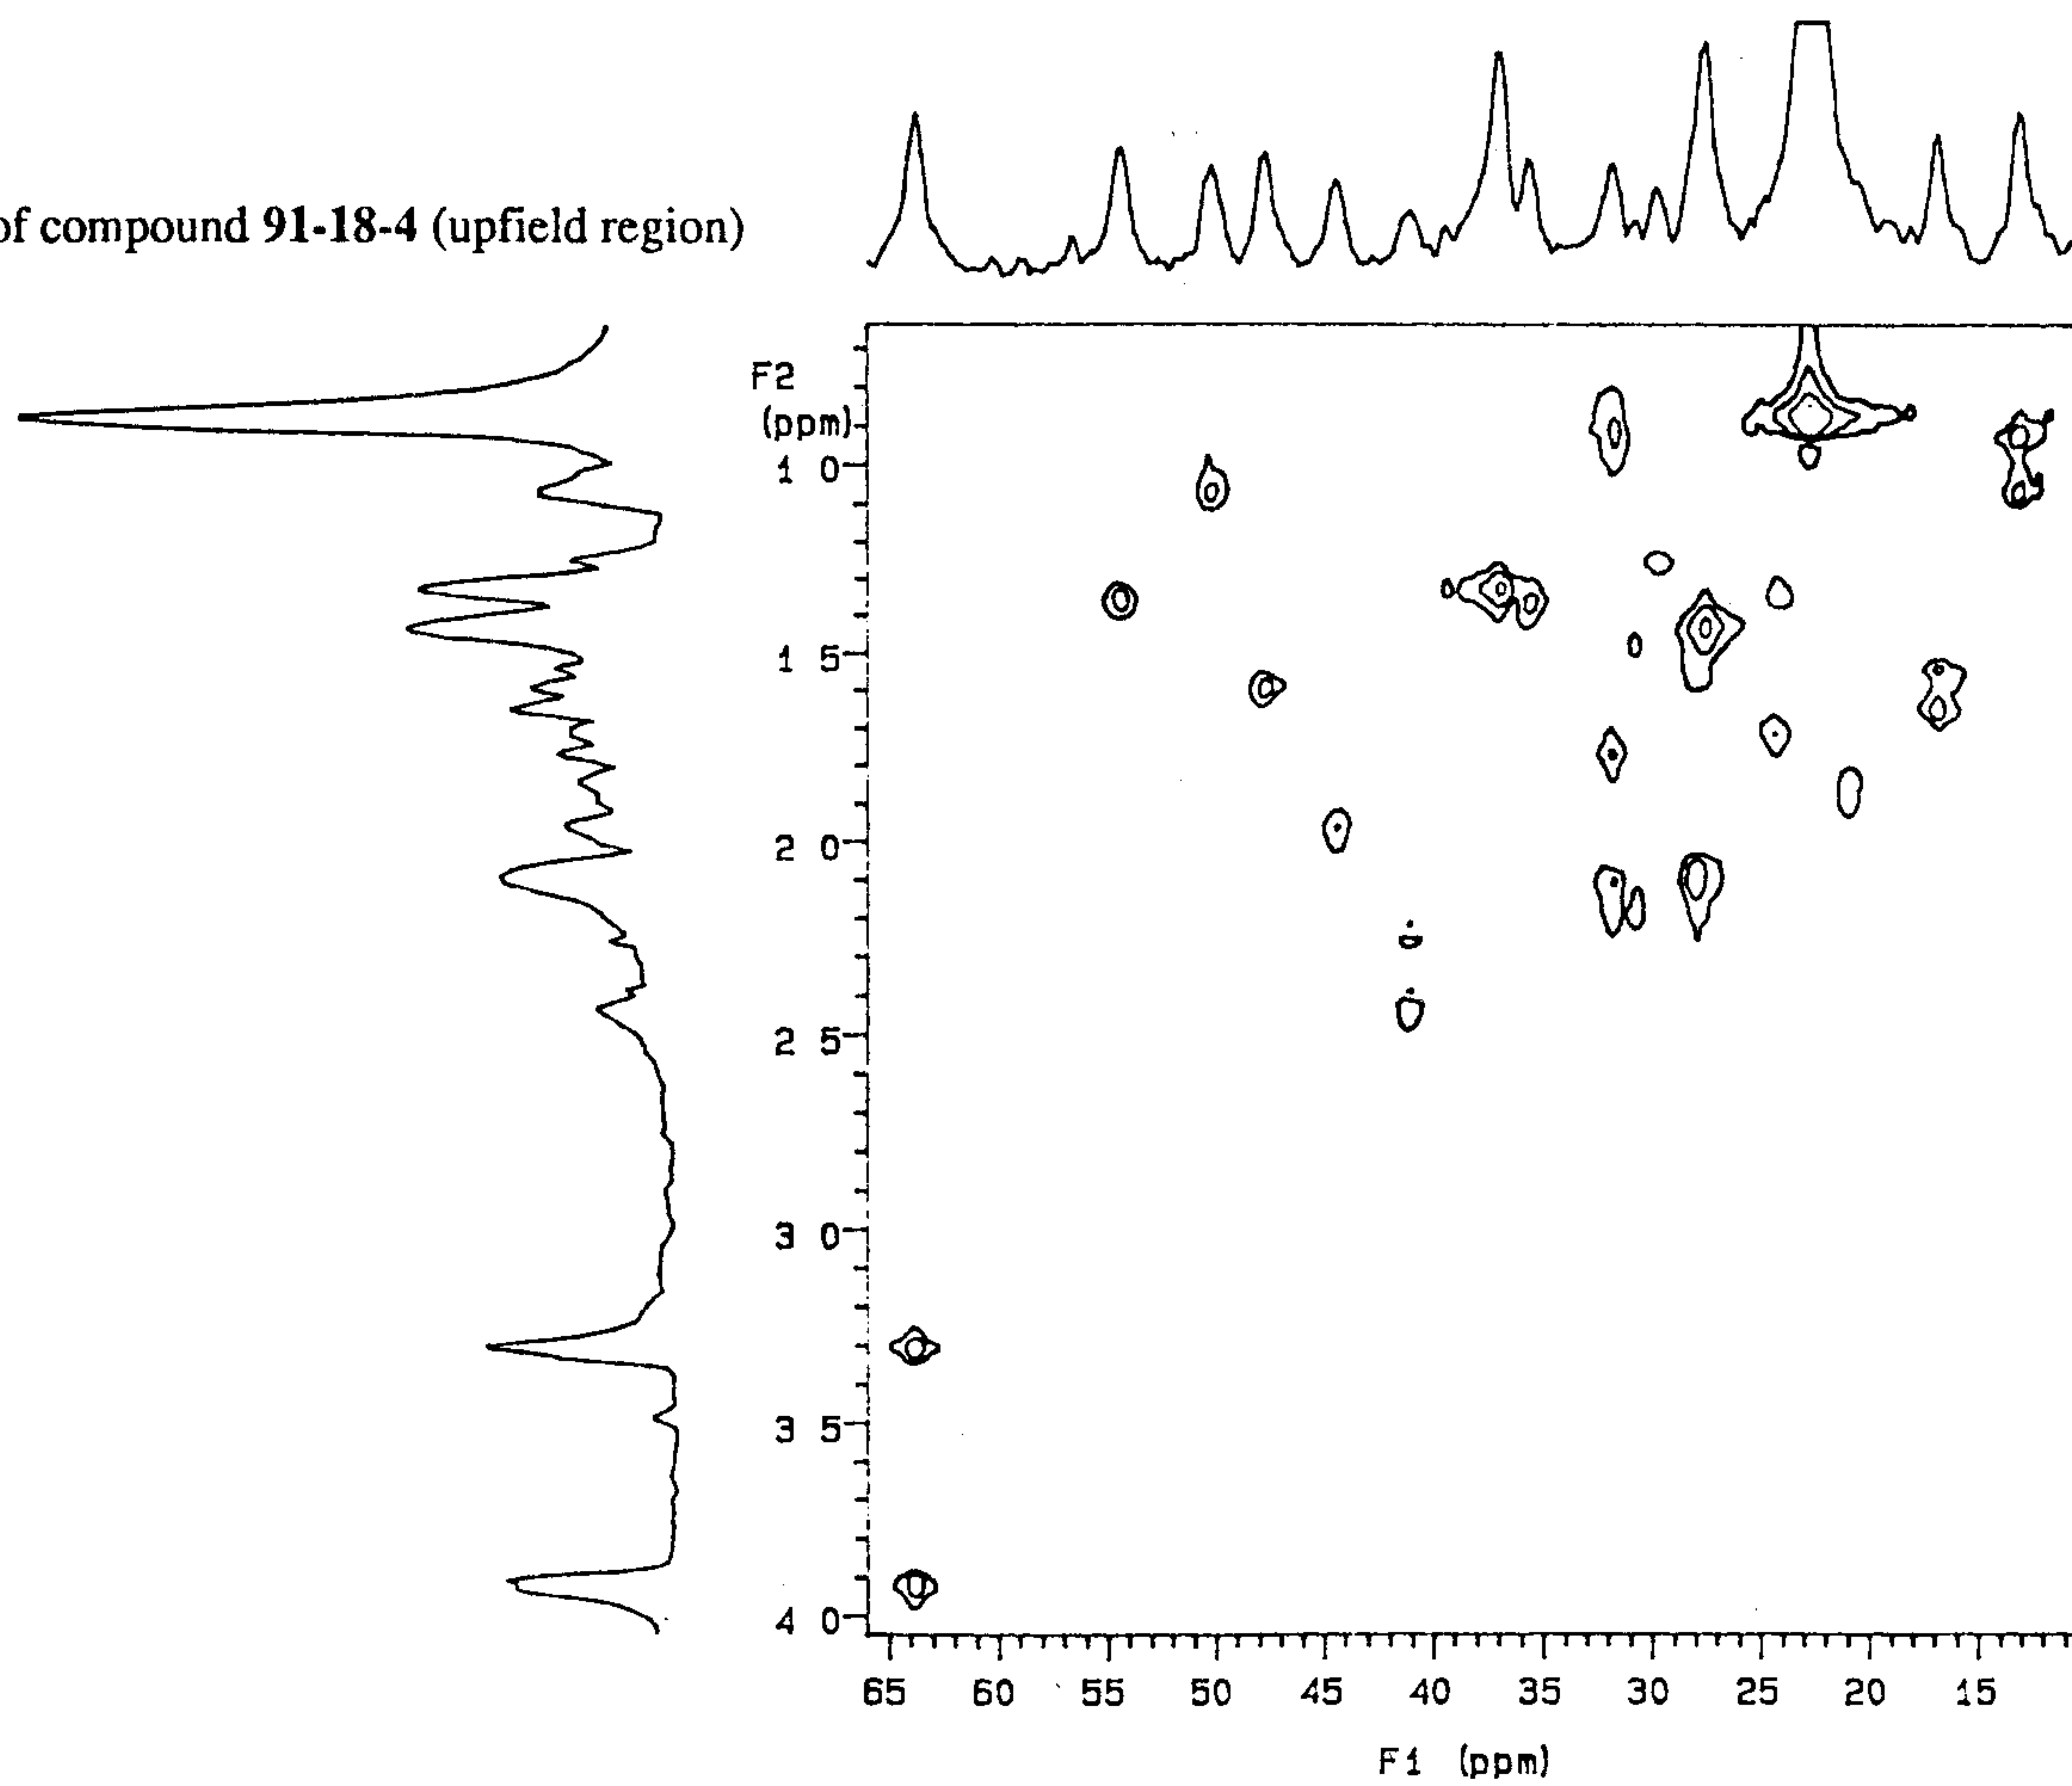 of compound 91-18-4 (upfield region)
F2
(ppm)
1 0
1 5
2 0
2 5
3 0
3 5
4 0
65 60 55 50 45 40 35 30 25 20 15
F1 (ppm)